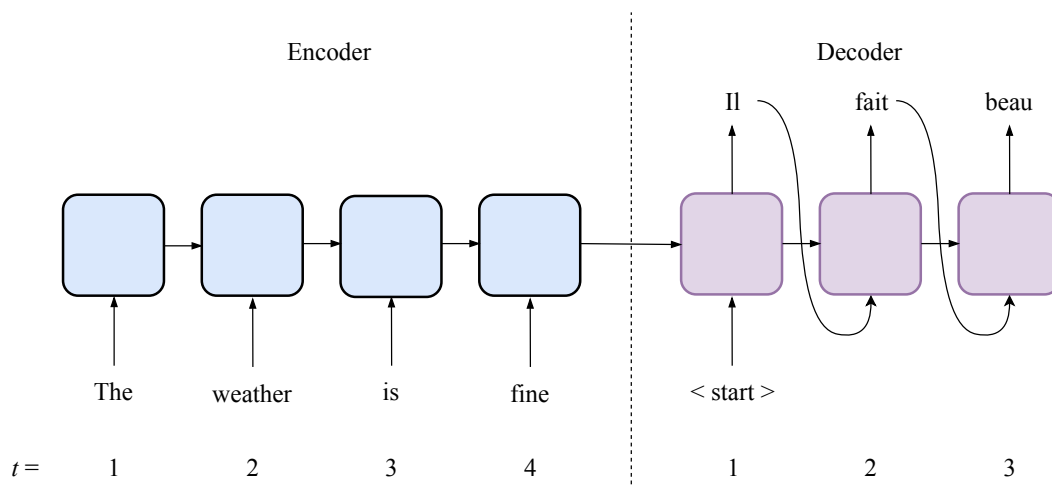 Encoder Decoder
Il fait beau
The weather is fine < start >
t = 1 2 3 4 1 2 3